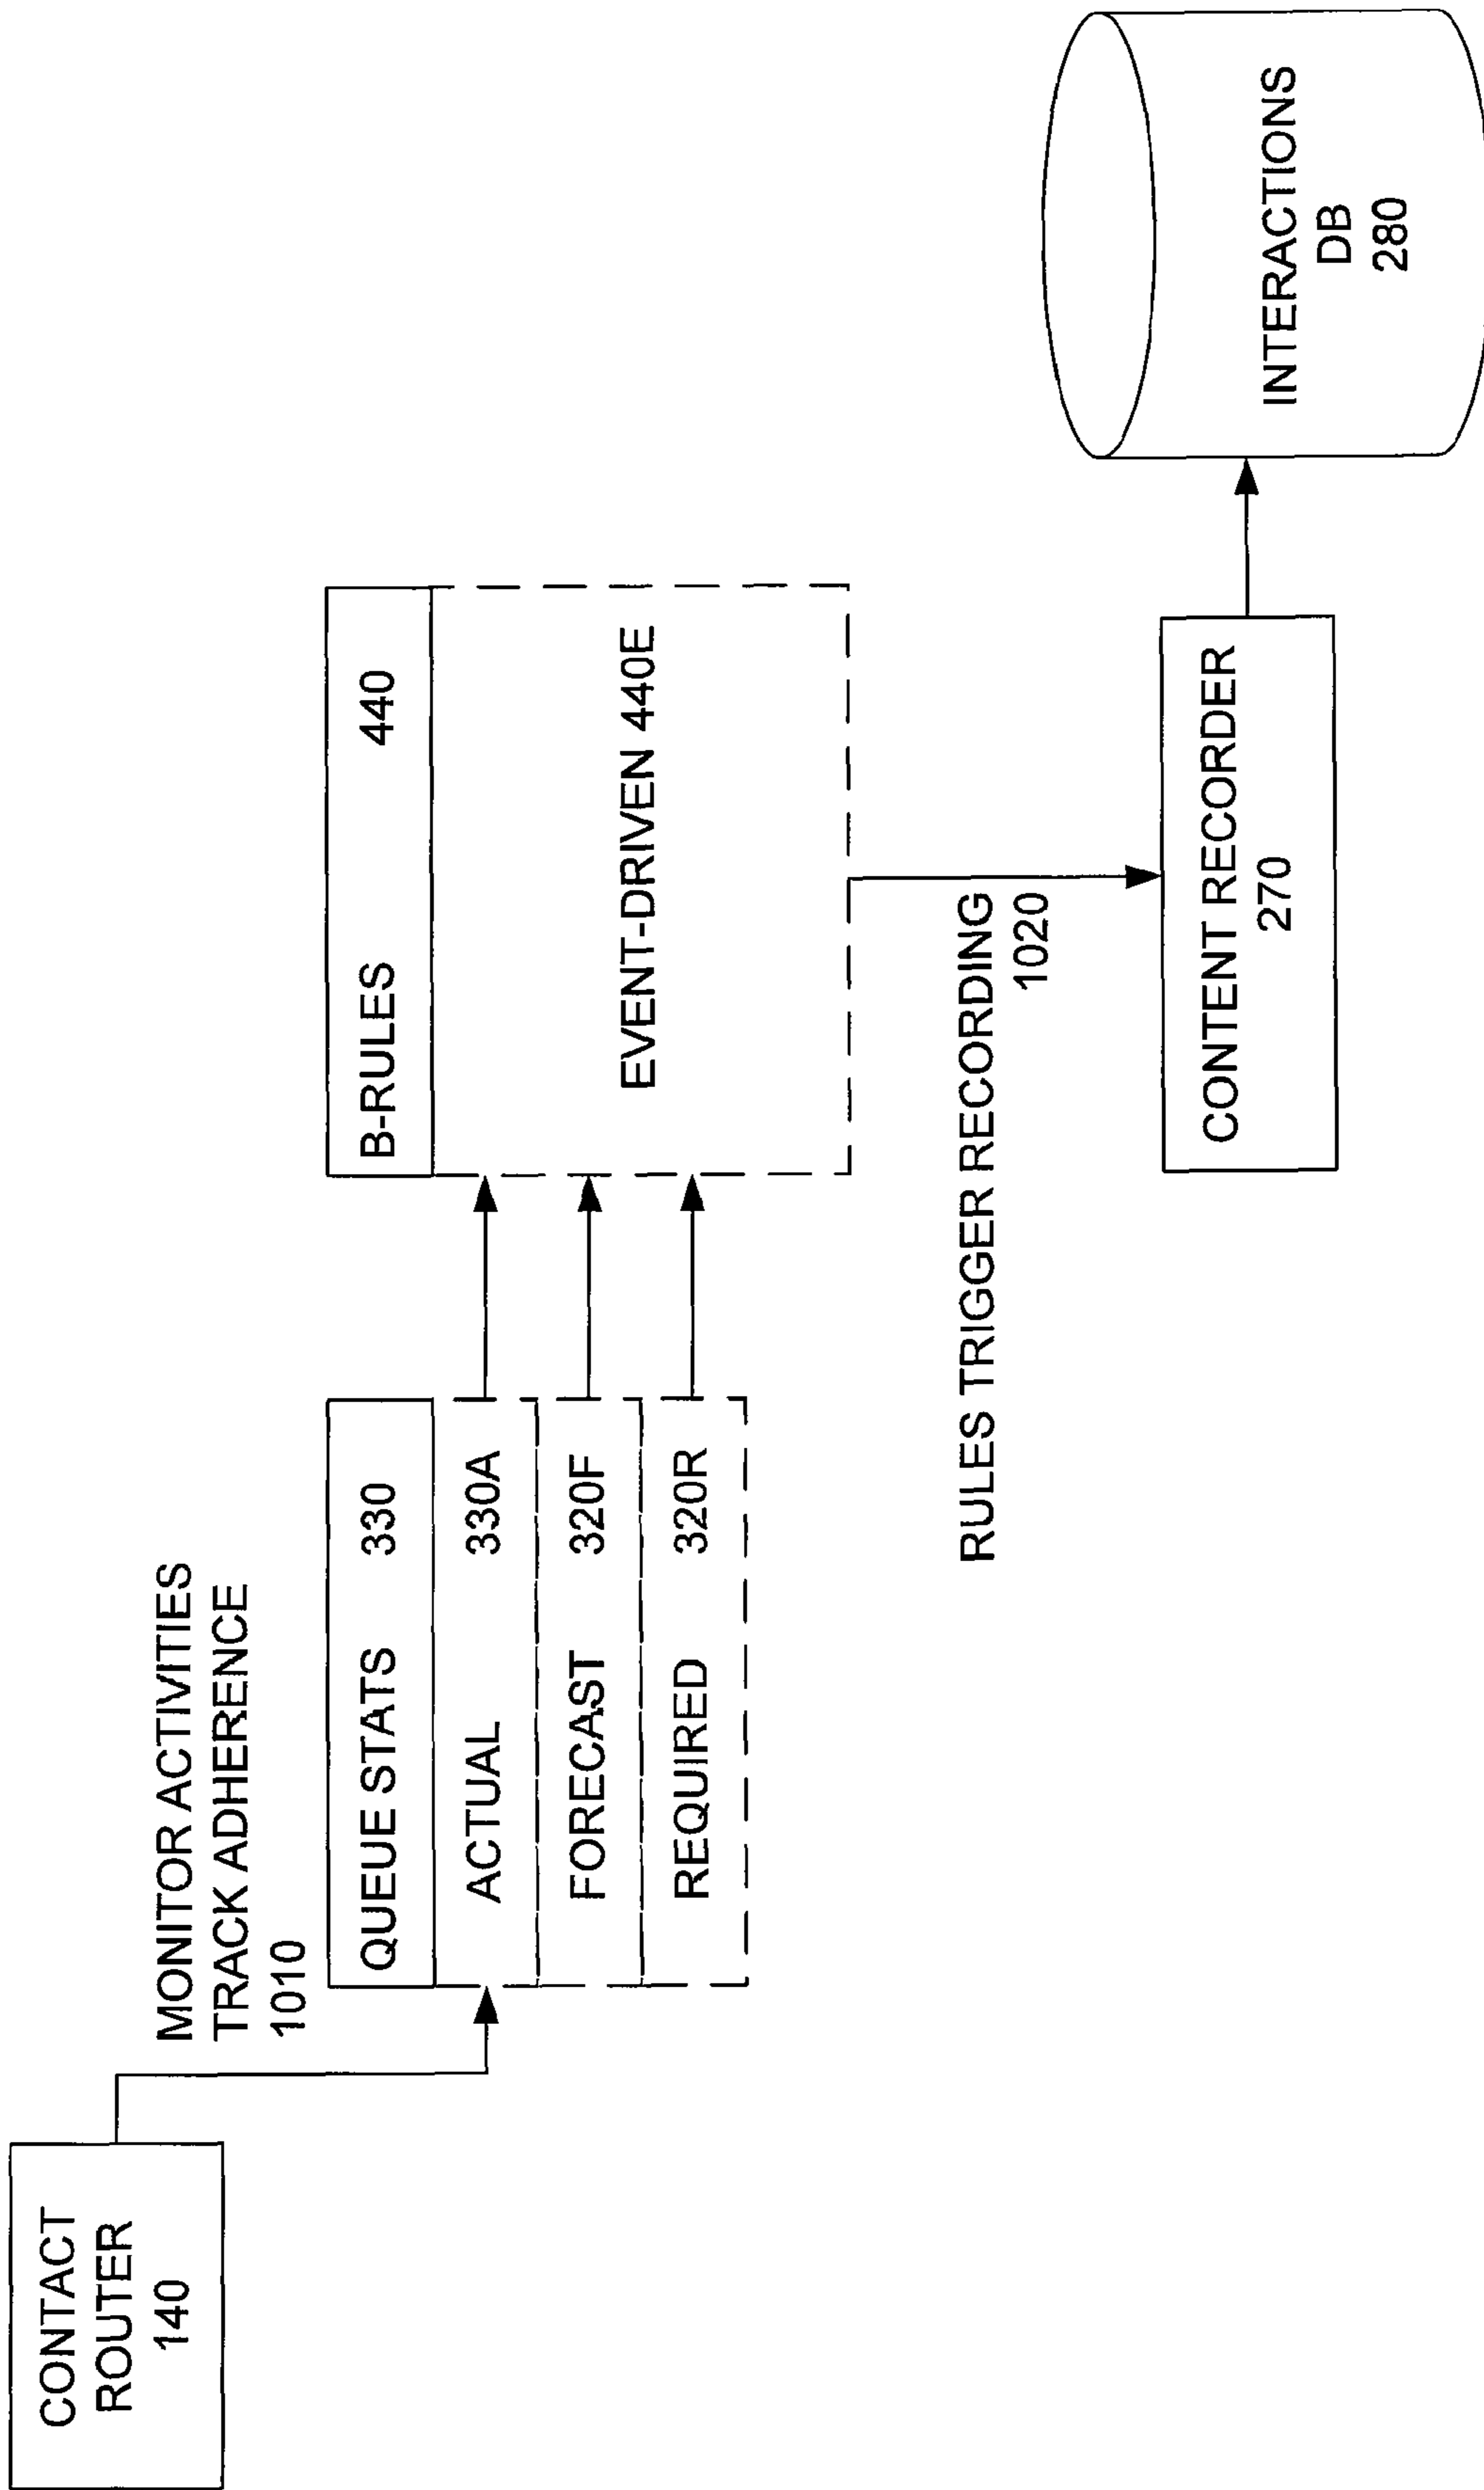 CONTACT
ROUTER
140
MONITOR ACTIVITIES
TRACK ADHERENCE
1010
QUEUE STATS 330
ACTUAL 330A
FORECAST 320F
REQUIRED 320R
B-RULES 440
EVENT-DRIVEN 440E
RULES TRIGGER RECORDING
1020
CONTENT RECORDER
270
INTERACTIONS
DB
280